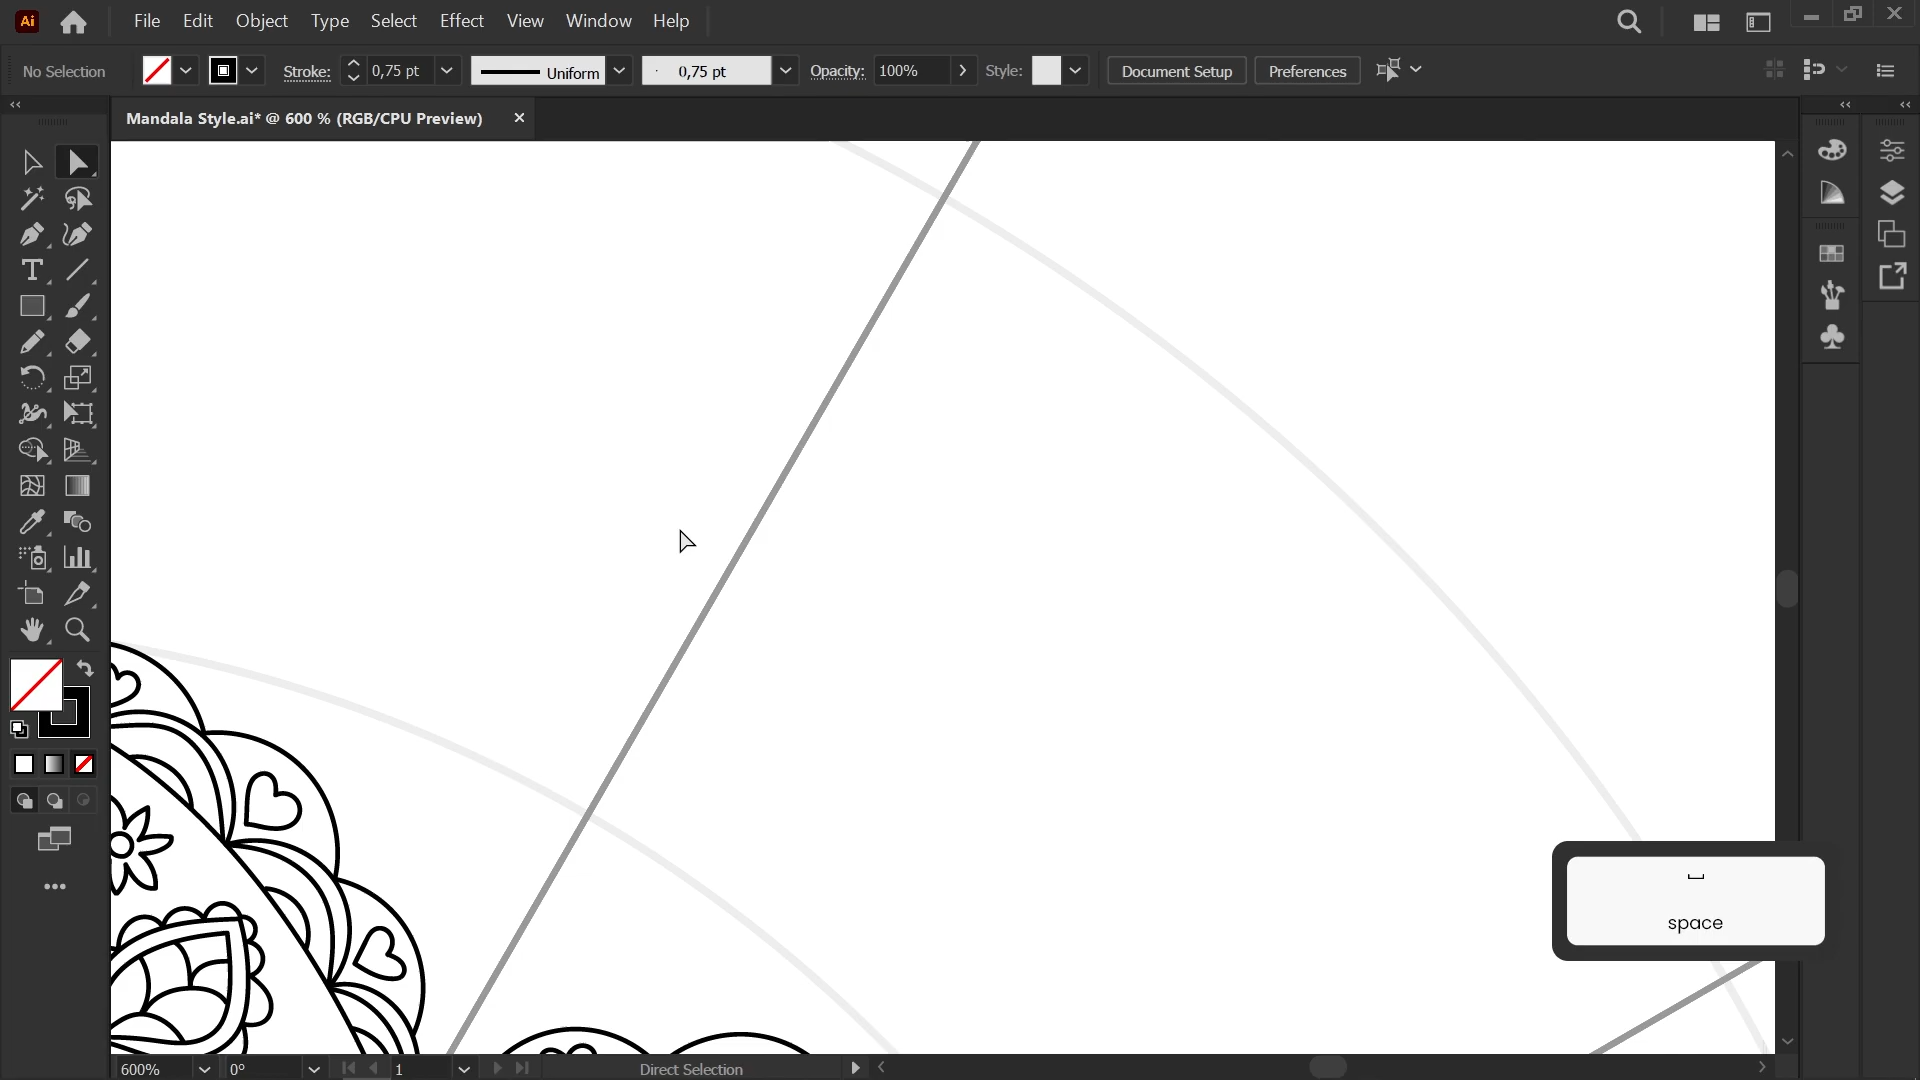 Ai File Edit Object Type Select Effect View Window Help
No Selection Stroke: 0,75 pt Uniform 0,75 pt Opacity: 100% Style: Document Setup Preferences
Mandala Style.ai* @ 600 % (RGB/CPU Preview)
space
600% 0° 1 Direct Selection